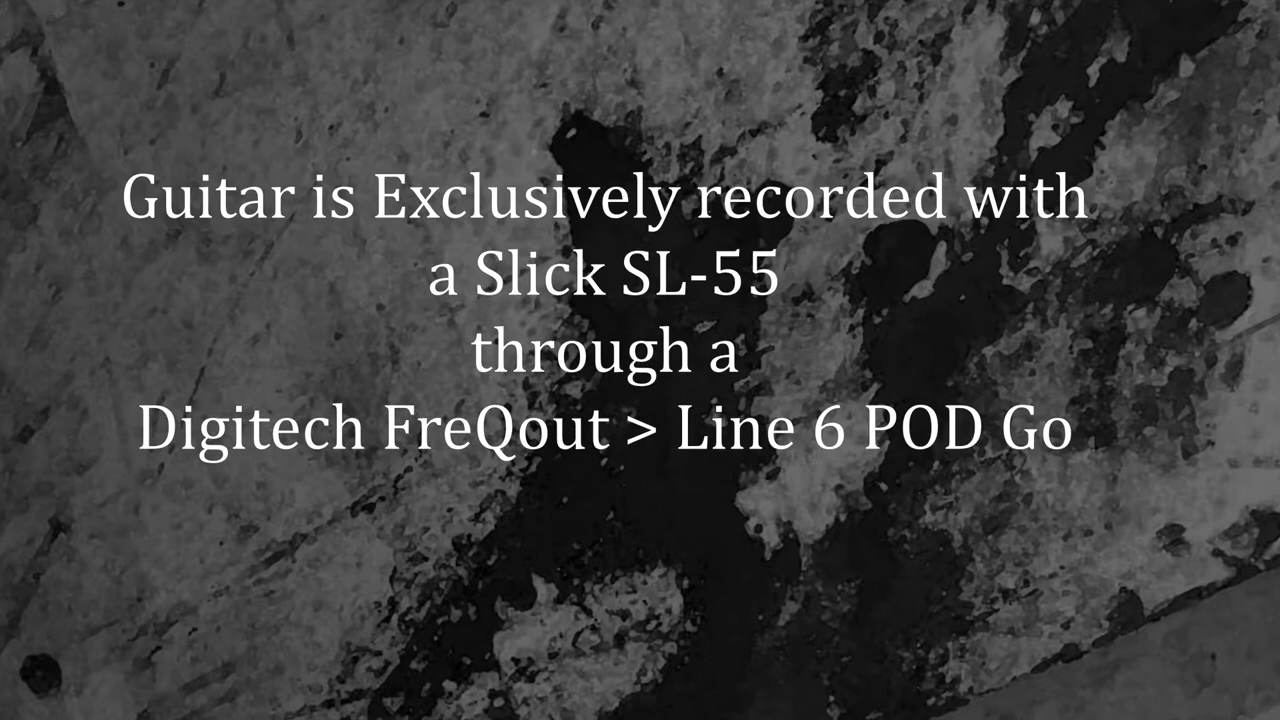 Guitar is Exclusively recorded with
a Slick SL-55
through a
Digitech FreQout > Line 6 POD Go